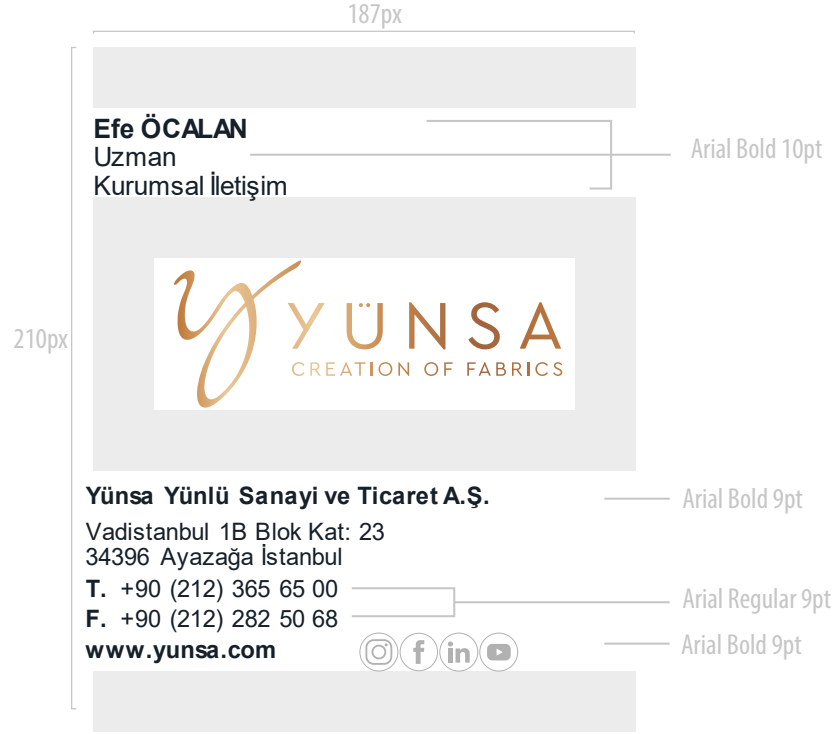 187px
Efe ÖCALAN
Uzman
Kurumsal İletişim
Arial Bold 10pt
210px
YÜNSA
CREATION OF FABRICS
Yünsa Yünlü Sanayi ve Ticaret A.Ş.
Arial Bold 9pt
Vadistanbul 1B Blok Kat: 23
34396 Ayazağa İstanbul
T. +90 (212) 365 65 00
F. +90 (212) 282 50 68
Arial Regular 9pt
www.yunsa.com
Arial Bold 9pt